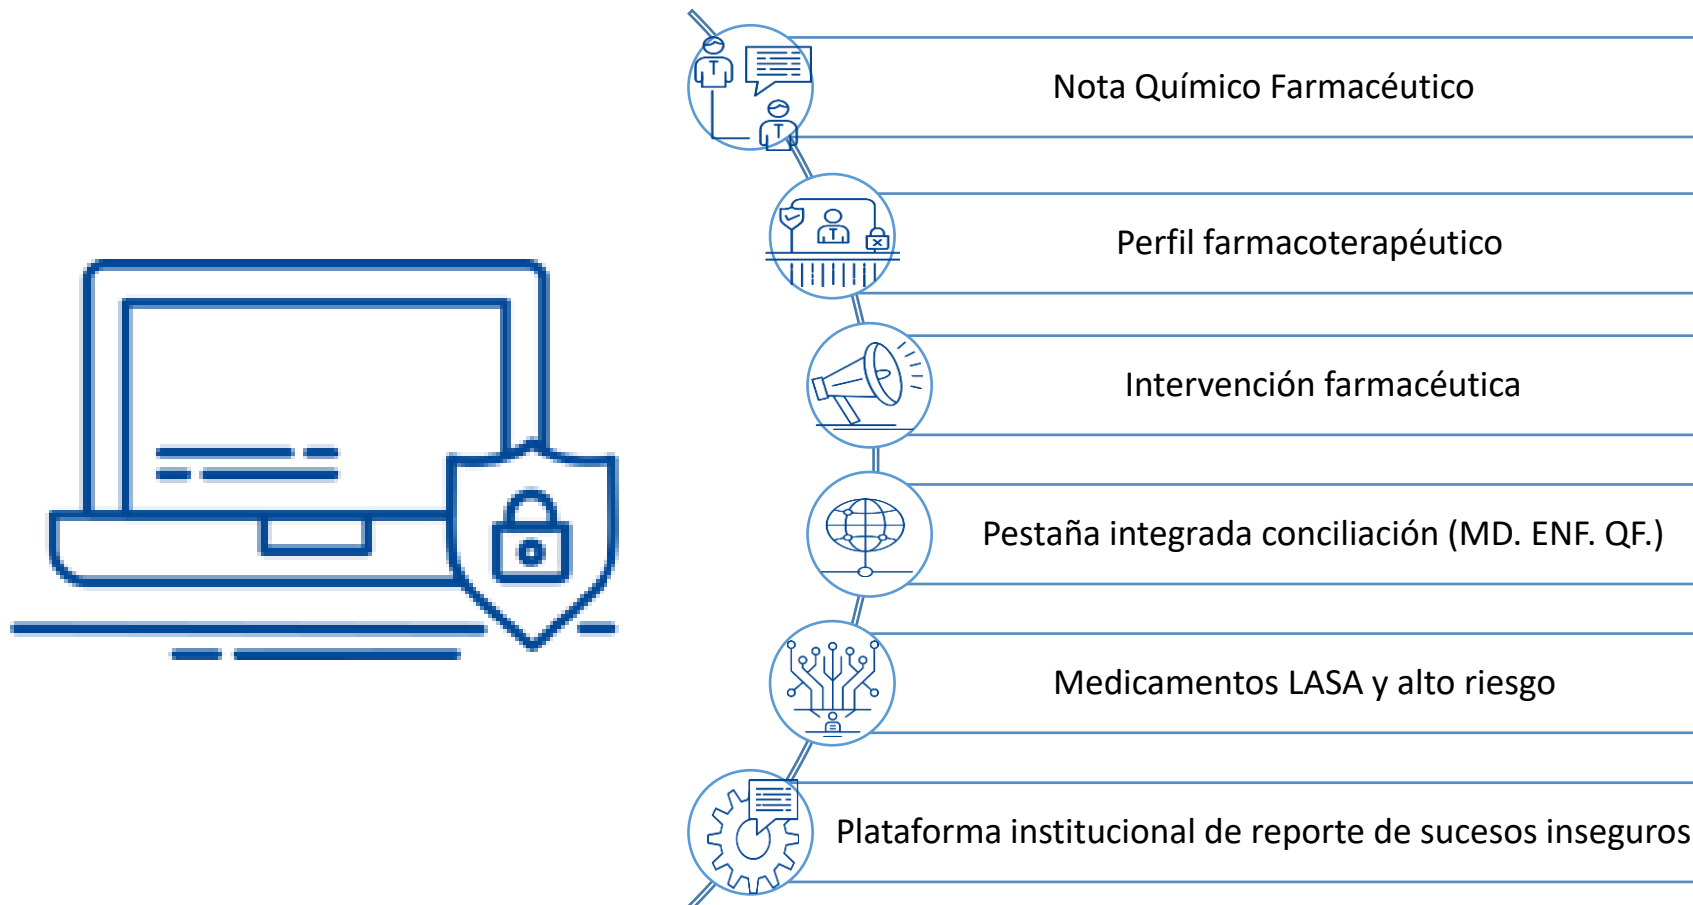 Nota Químico Farmacéutico
Perfil farmacoterapéutico
Intervención farmacéutica
Pestaña integrada conciliación (MD. ENF. QF.)
Medicamentos LASA y alto riesgo
Plataforma institucional de reporte de sucesos inseguros